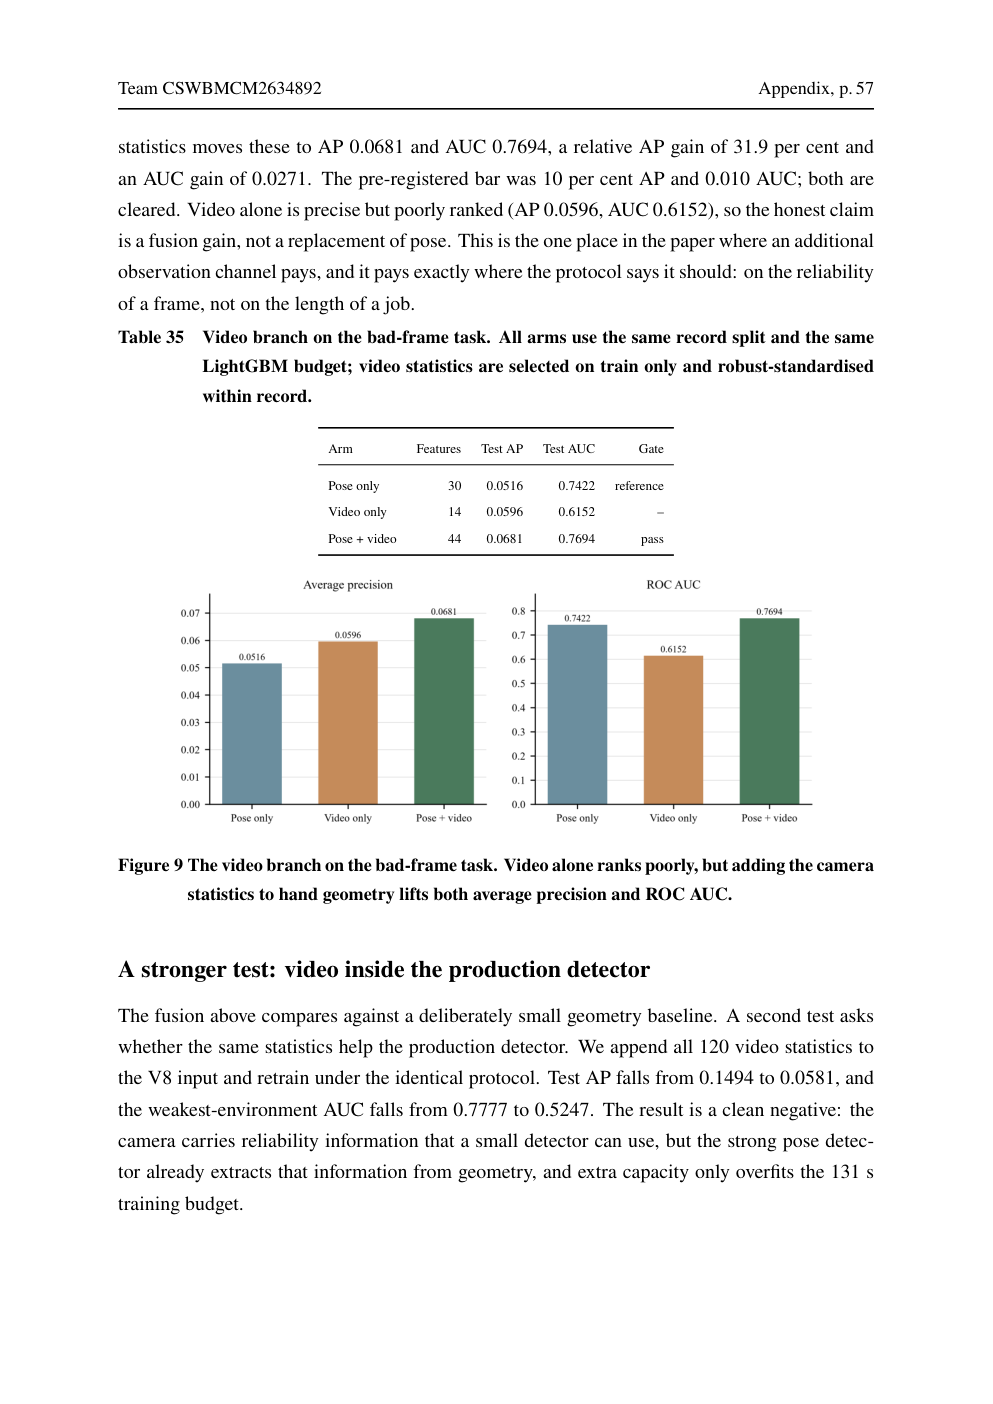 Team CSWBMCM2634892 Appendix, p. 57
statistics moves these to AP 0.0681 and AUC 0.7694, a relative AP gain of 31.9 per cent and
an AUC gain of 0.0271. The pre-registered bar was 10 per cent AP and 0.010 AUC; both are
cleared. Video alone is precise but poorly ranked (AP 0.0596, AUC 0.6152), so the honest claim
is a fusion gain, not a replacement of pose. This is the one place in the paper where an additional
observation channel pays, and it pays exactly where the protocol says it should: on the reliability
of a frame, not on the length of a job.
Table 35 Video branch on the bad-frame task. All arms use the same record split and the same
LightGBM budget; video statistics are selected on train only and robust-standardised
within record.
Arm Features Test AP Test AUC Gate
Pose only 30 0.0516 0.7422 reference
Video only 14 0.0596 0.6152 –
Pose + video 44 0.0681 0.7694 pass
Average precision
0.07
0.06
0.05
0.04
0.03
0.02
0.01
0.00
0.0516
0.0596
0.0681
Pose only Video only Pose + video
ROC AUC
0.8
0.7
0.6
0.5
0.4
0.3
0.2
0.1
0.0
0.7422
0.6152
0.7694
Pose only Video only Pose + video
Figure 9 The video branch on the bad-frame task. Video alone ranks poorly, but adding the camera
statistics to hand geometry lifts both average precision and ROC AUC.
A stronger test: video inside the production detector
The fusion above compares against a deliberately small geometry baseline. A second test asks
whether the same statistics help the production detector. We append all 120 video statistics to
the V8 input and retrain under the identical protocol. Test AP falls from 0.1494 to 0.0581, and
the weakest-environment AUC falls from 0.7777 to 0.5247. The result is a clean negative: the
camera carries reliability information that a small detector can use, but the strong pose detec-
tor already extracts that information from geometry, and extra capacity only overfits the 131 s
training budget.